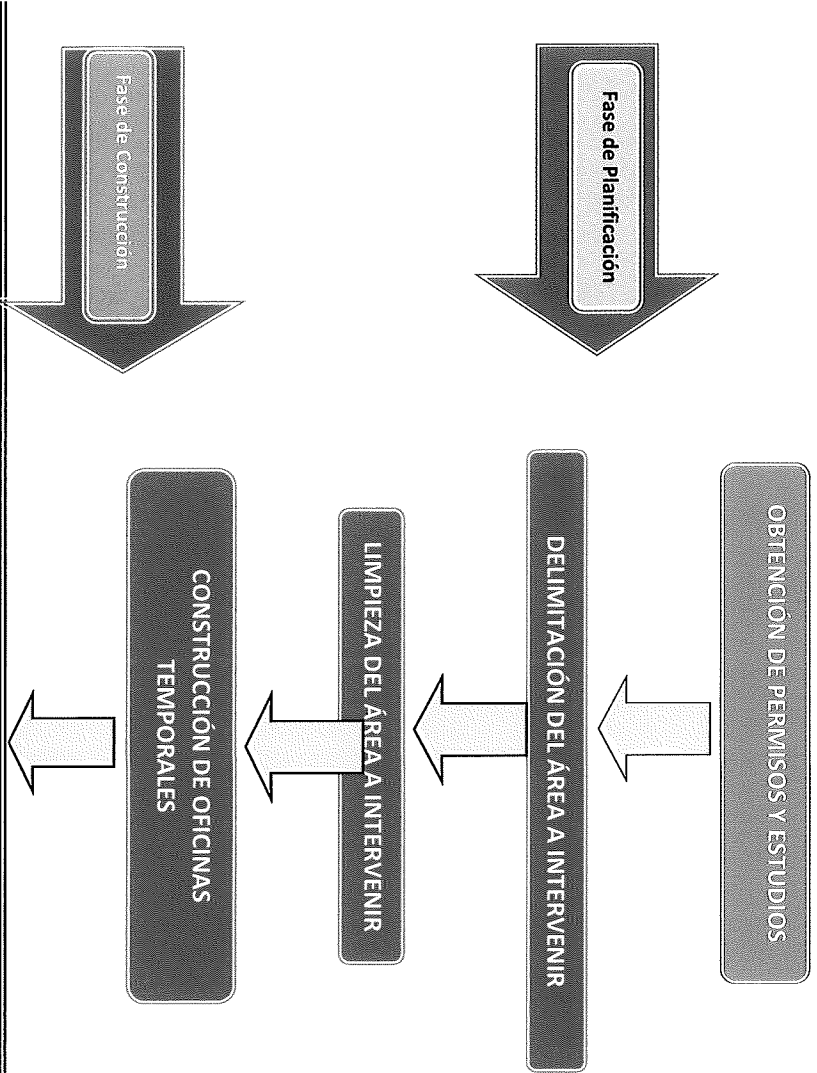 OBTENCIÓN DE PERMISOS Y ESTUDIOS
Fase de Planificación
DELIMITACIÓN DEL ÁREA A INTERVENIR
LIMPIEZA DEL ÁREA A INTERVENIR
CONSTRUCCIÓN DE OFICINAS
TEMPORALES
Fase de Construcción